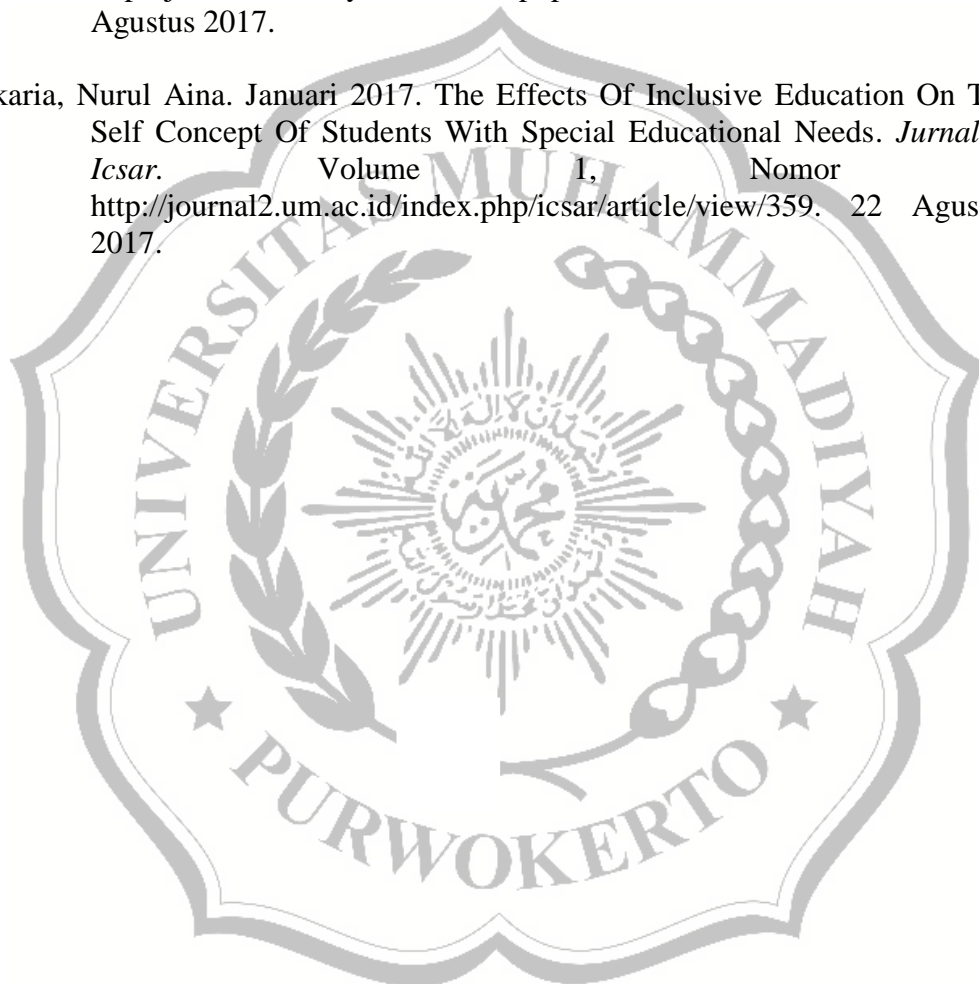 Agustus 2017.
karia, Nurul Aina. Januari 2017. The Effects Of Inclusive Education On T
Self Concept Of Students With Special Educational Needs. Jurnal
Icsar. Volume 1, Nomor
http://journal2.um.ac.id/index.php/icsar/article/view/359. 22 Agus
2017.
UNIVERSITAS MUHAMMADIYAH
PURWOKERTO